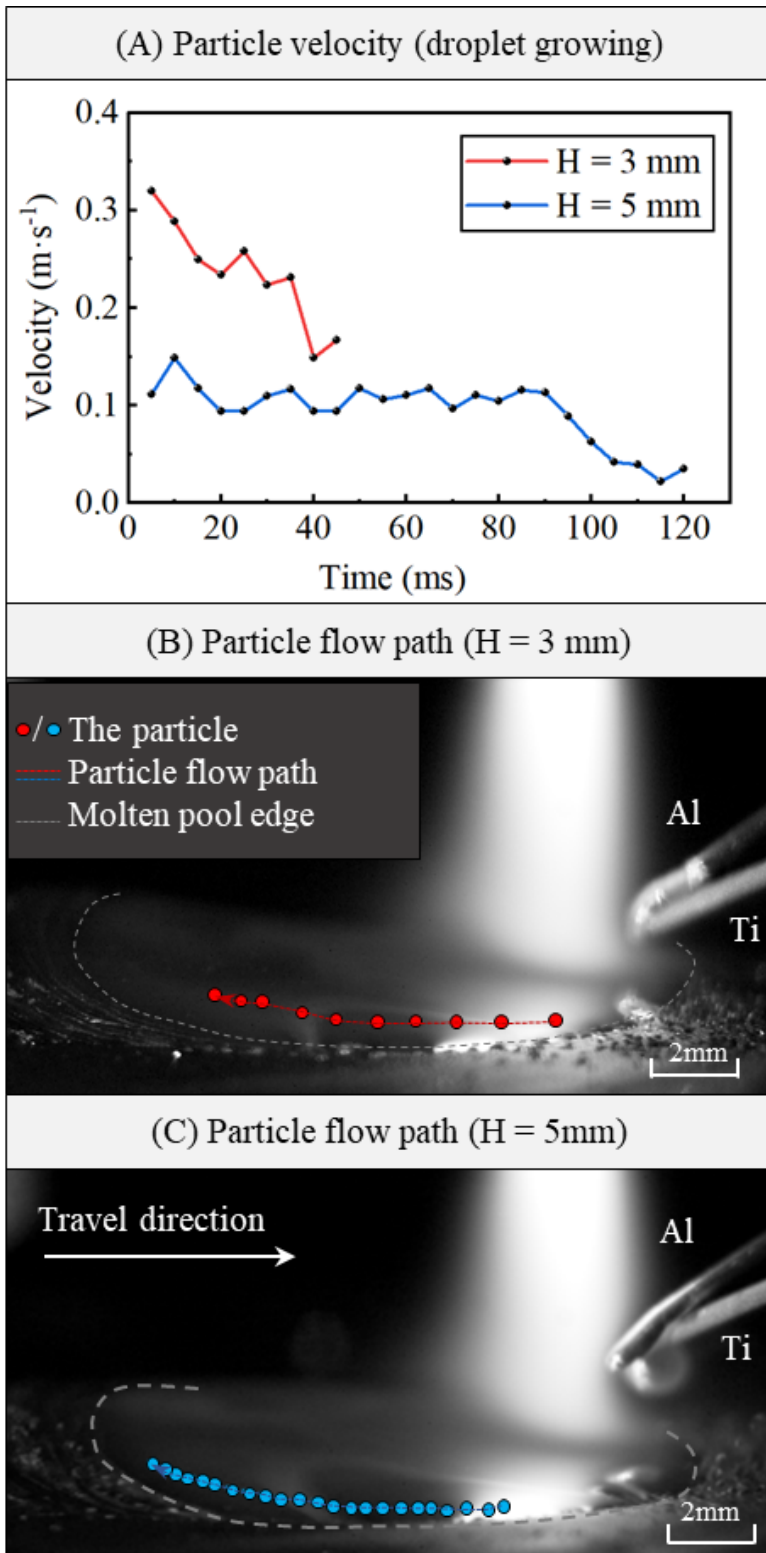 (A) Particle velocity (droplet growing)
0.4
0.3
0.2
0.1
0.0
Velocity (m·s⁻¹)
H = 3 mm
H = 5 mm
0 20 40 60 80 100 120
Time (ms)
(B) Particle flow path (H = 3 mm)
/ The particle
Particle flow path
Molten pool edge
Al
Ti
2mm
(C) Particle flow path (H = 5mm)
Travel direction
Al
Ti
2mm